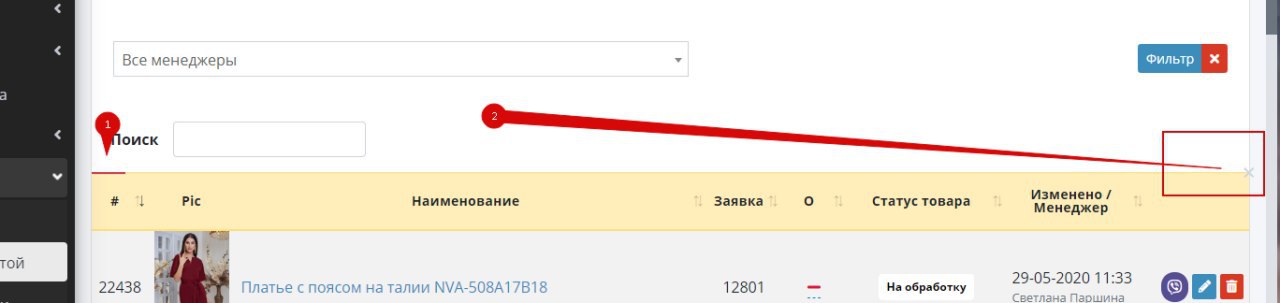 Все менеджеры
Фильтр ×
а
1
2
Поиск
×
# Pic Наименование Заявка О Статус товара Изменено / Менеджер
той
22438 Платье с поясом на талии NVA-508A17B18 12801 На обработку 29-05-2020 11:33
Светлана Паршина